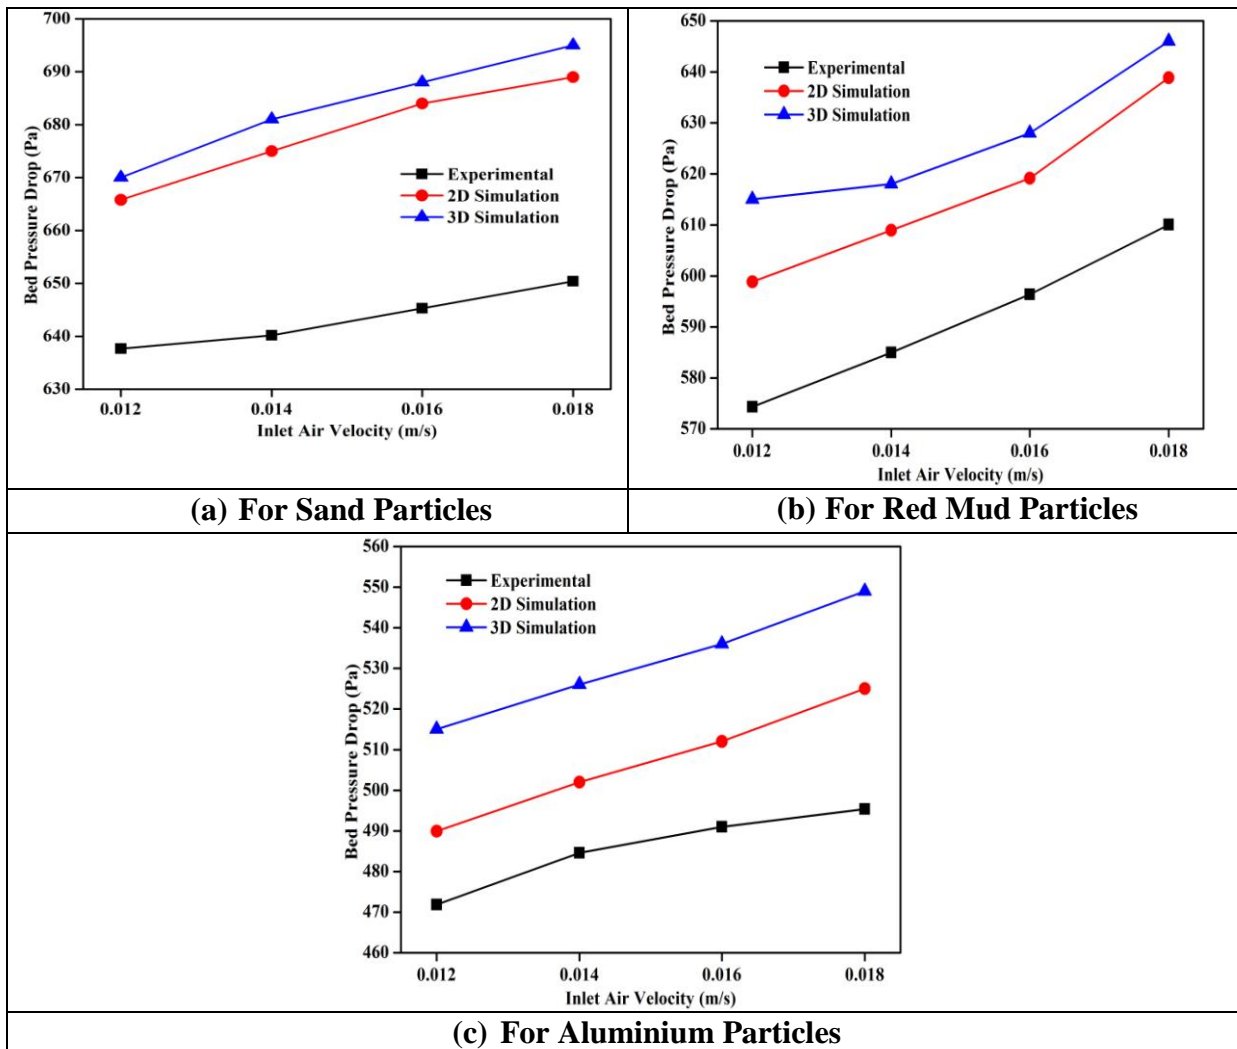 700
690
680
670
660
650
640
630
Bed Pressure Drop (Pa)
Experimental
2D Simulation
3D Simulation
0.012 0.014 0.016 0.018
Inlet Air Velocity (m/s)
(a) For Sand Particles
650
640
630
620
610
600
590
580
570
Bed Pressure Drop (Pa)
Experimental
2D Simulation
3D Simulation
0.012 0.014 0.016 0.018
Inlet Air Velocity (m/s)
(b) For Red Mud Particles
560
550
540
530
520
510
500
490
480
470
460
Bed Pressure Drop (Pa)
Experimental
2D Simulation
3D Simulation
0.012 0.014 0.016 0.018
Inlet Air Velocity (m/s)
(c) For Aluminium Particles